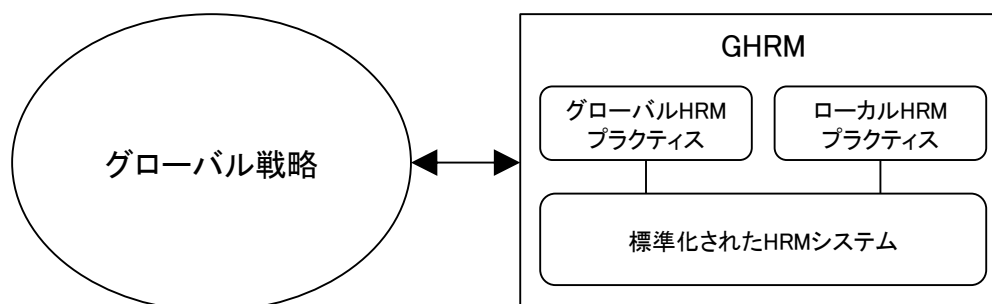 グローバル戦略
GHRM
グローバルHRM
プラクティス
ローカルHRM
プラクティス
標準化されたHRMシステム